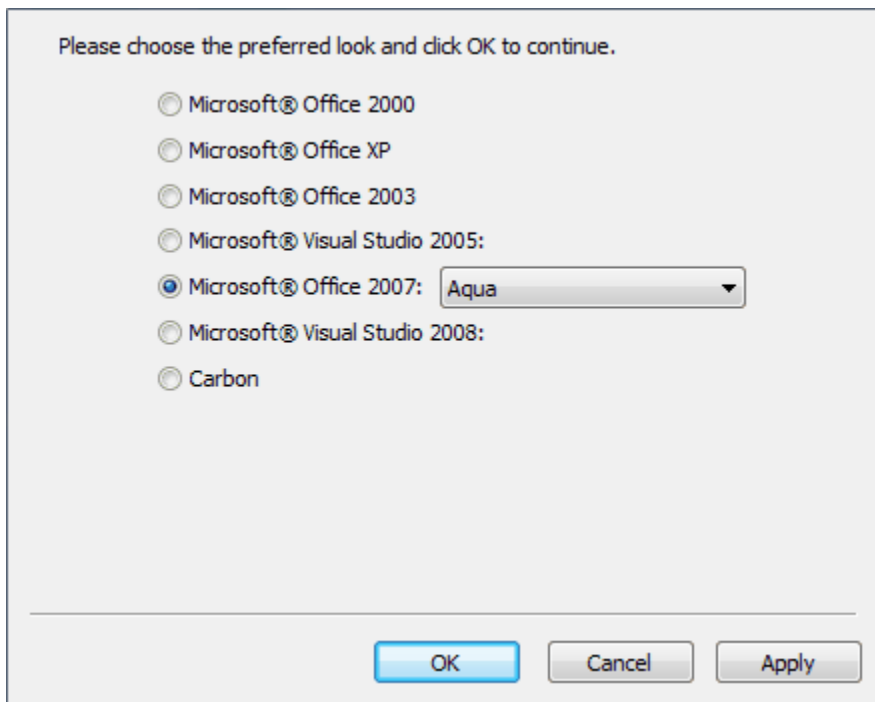 Please choose the preferred look and click OK to continue.
Microsoft® Office 2000
Microsoft® Office XP
Microsoft® Office 2003
Microsoft® Visual Studio 2005:
Microsoft® Office 2007: Aqua
Microsoft® Visual Studio 2008:
Carbon
OK Cancel Apply